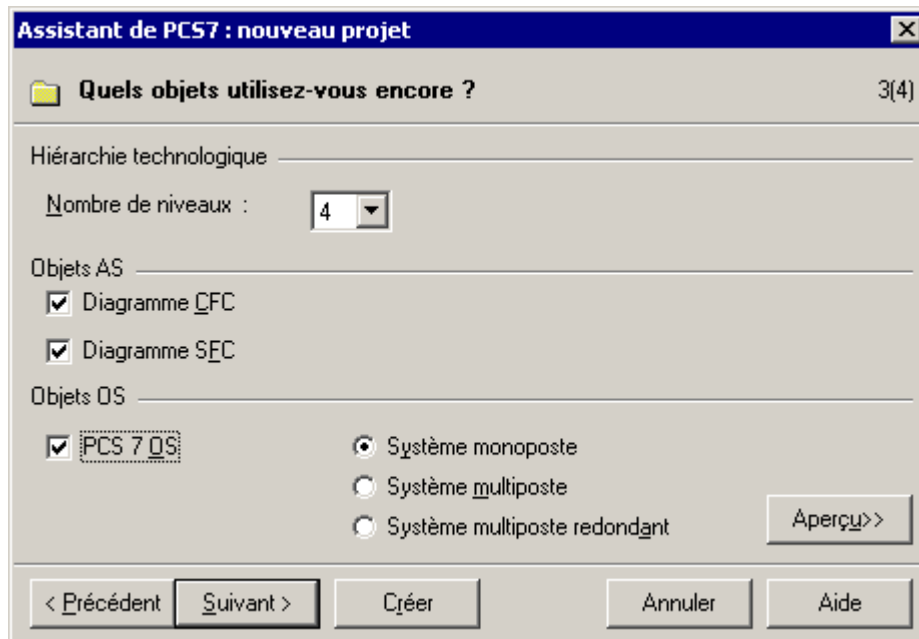 Assistant de PCS7 : nouveau projet
Quels objets utilisez-vous encore ? 3(4)
Hiérarchie technologique
Nombre de niveaux : 4
Objets AS
Diagramme CFC
Diagramme SFC
Objets OS
PCS 7 OS Système monoposte
Système multiposte
Système multiposte redondant Aperçu>>
< Précédent Suivant > Créer Annuler Aide